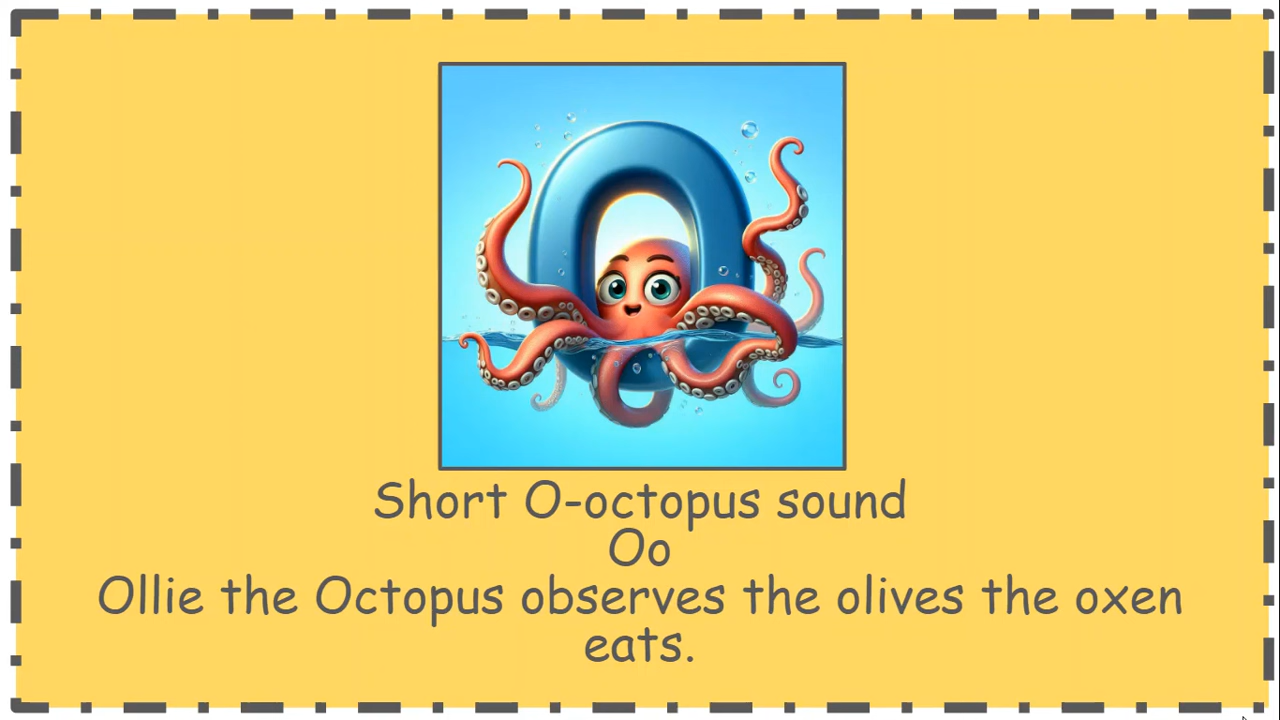 Short O-octopus sound
Oo
Ollie the Octopus observes the olives the oxen
eats.